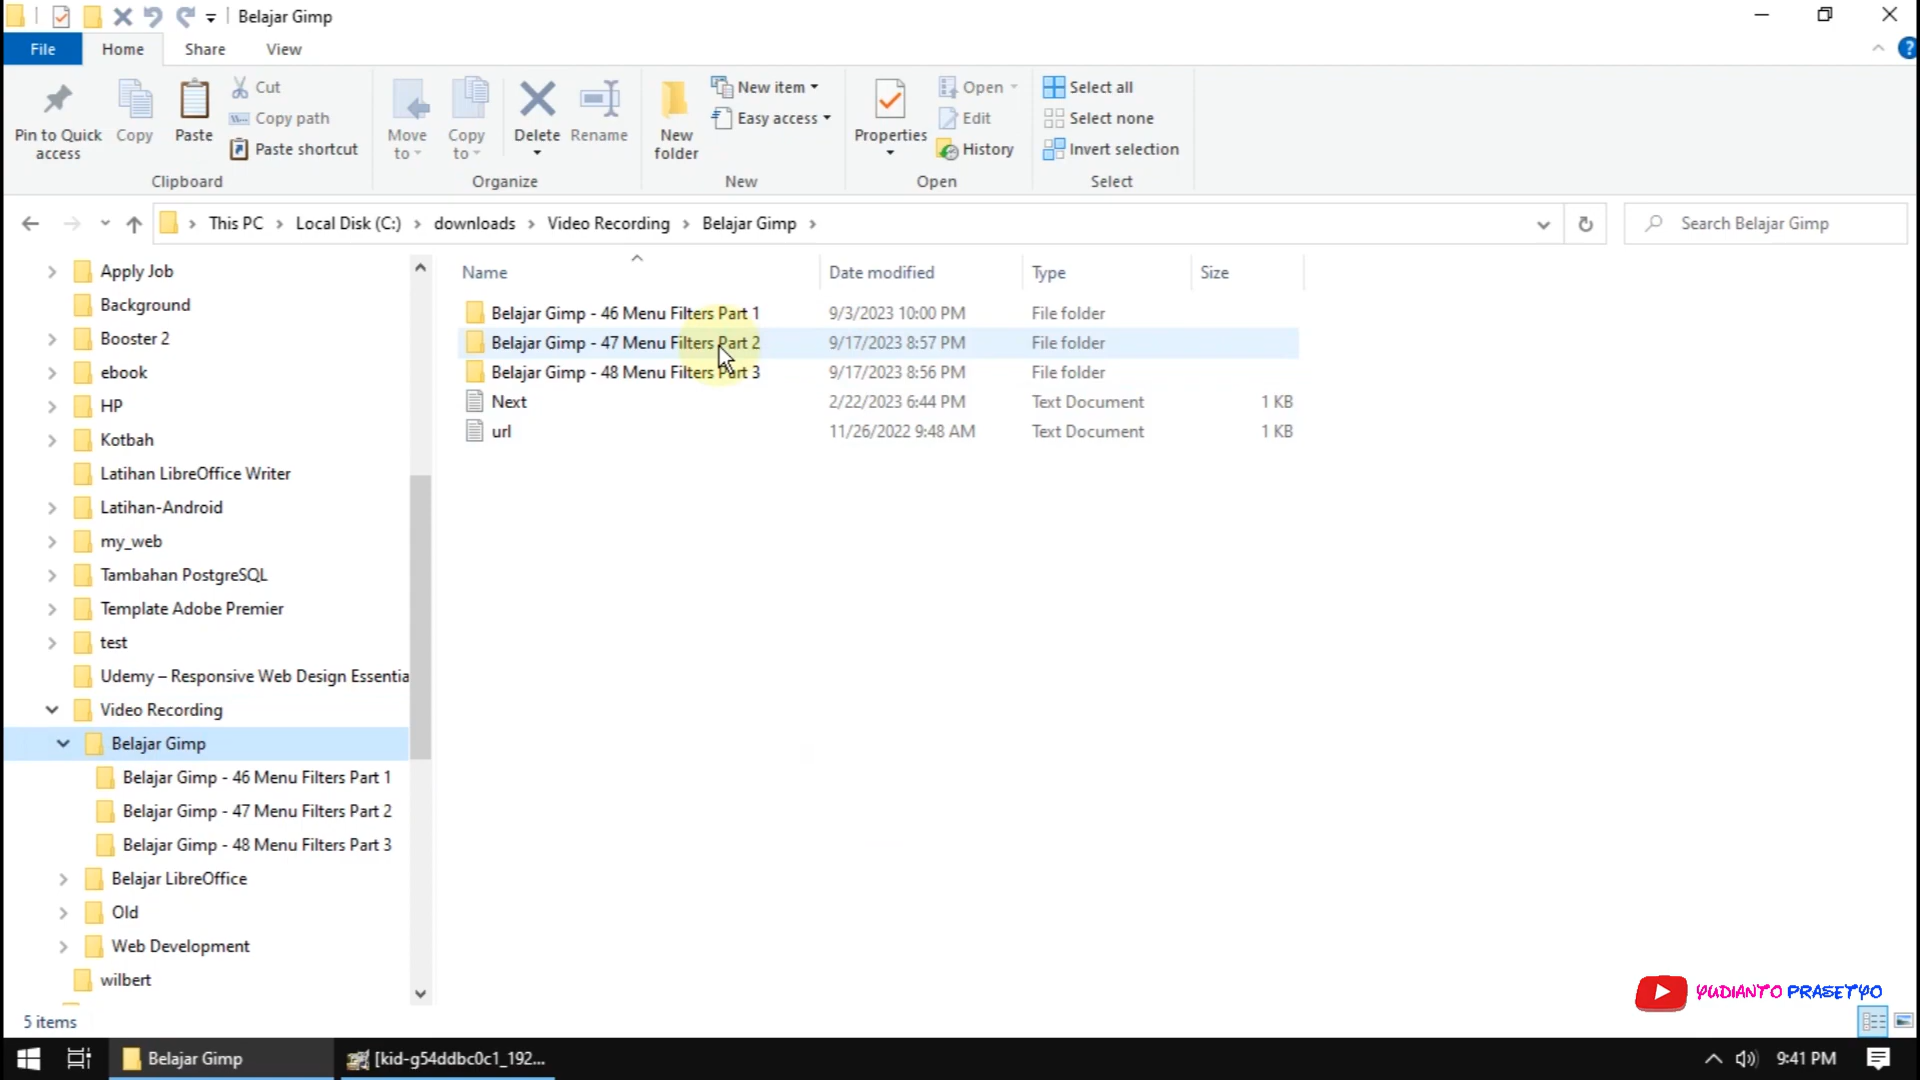 Belajar Gimp
File Home Share View
Pin to Quick access
Copy
Paste
Cut
Copy path
Paste shortcut
Clipboard
Move to
Copy to
Delete
Rename
Organize
New folder
New item
Easy access
New
Properties
Open
Edit
History
Open
Select all
Select none
Invert selection
Select
This PC Local Disk (C:) downloads Video Recording Belajar Gimp
Search Belajar Gimp
Apply Job
Background
Booster 2
ebook
HP
Kotbah
Latihan LibreOffice Writer
Latihan-Android
my_web
Tambahan PostgreSQL
Template Adobe Premier
test
Udemy – Responsive Web Design Essentia
Video Recording
Belajar Gimp
Belajar Gimp - 46 Menu Filters Part 1
Belajar Gimp - 47 Menu Filters Part 2
Belajar Gimp - 48 Menu Filters Part 3
Belajar LibreOffice
Old
Web Development
wilbert
Name Date modified Type Size
Belajar Gimp - 46 Menu Filters Part 1 9/3/2023 10:00 PM File folder
Belajar Gimp - 47 Menu Filters Part 2 9/17/2023 8:57 PM File folder
Belajar Gimp - 48 Menu Filters Part 3 9/17/2023 8:56 PM File folder
Next 2/22/2023 6:44 PM Text Document 1 KB
url 11/26/2022 9:48 AM Text Document 1 KB
YUDIANTO PRASETYO
5 items
Belajar Gimp
[kid-g54ddbc0c1_192...
9:41 PM